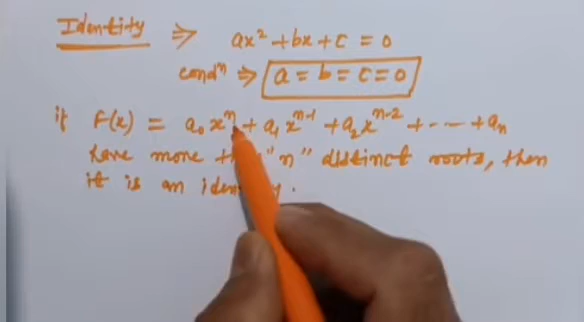 Identity ⇒ ax² + bx + c = 0
condⁿ ⇒ a = b = c = 0
if F(x) = a₀xⁿ + a₁xⁿ⁻¹ + a₂xⁿ⁻² + -- -- + aₙ
have more "n" distinct roots, then
it is an